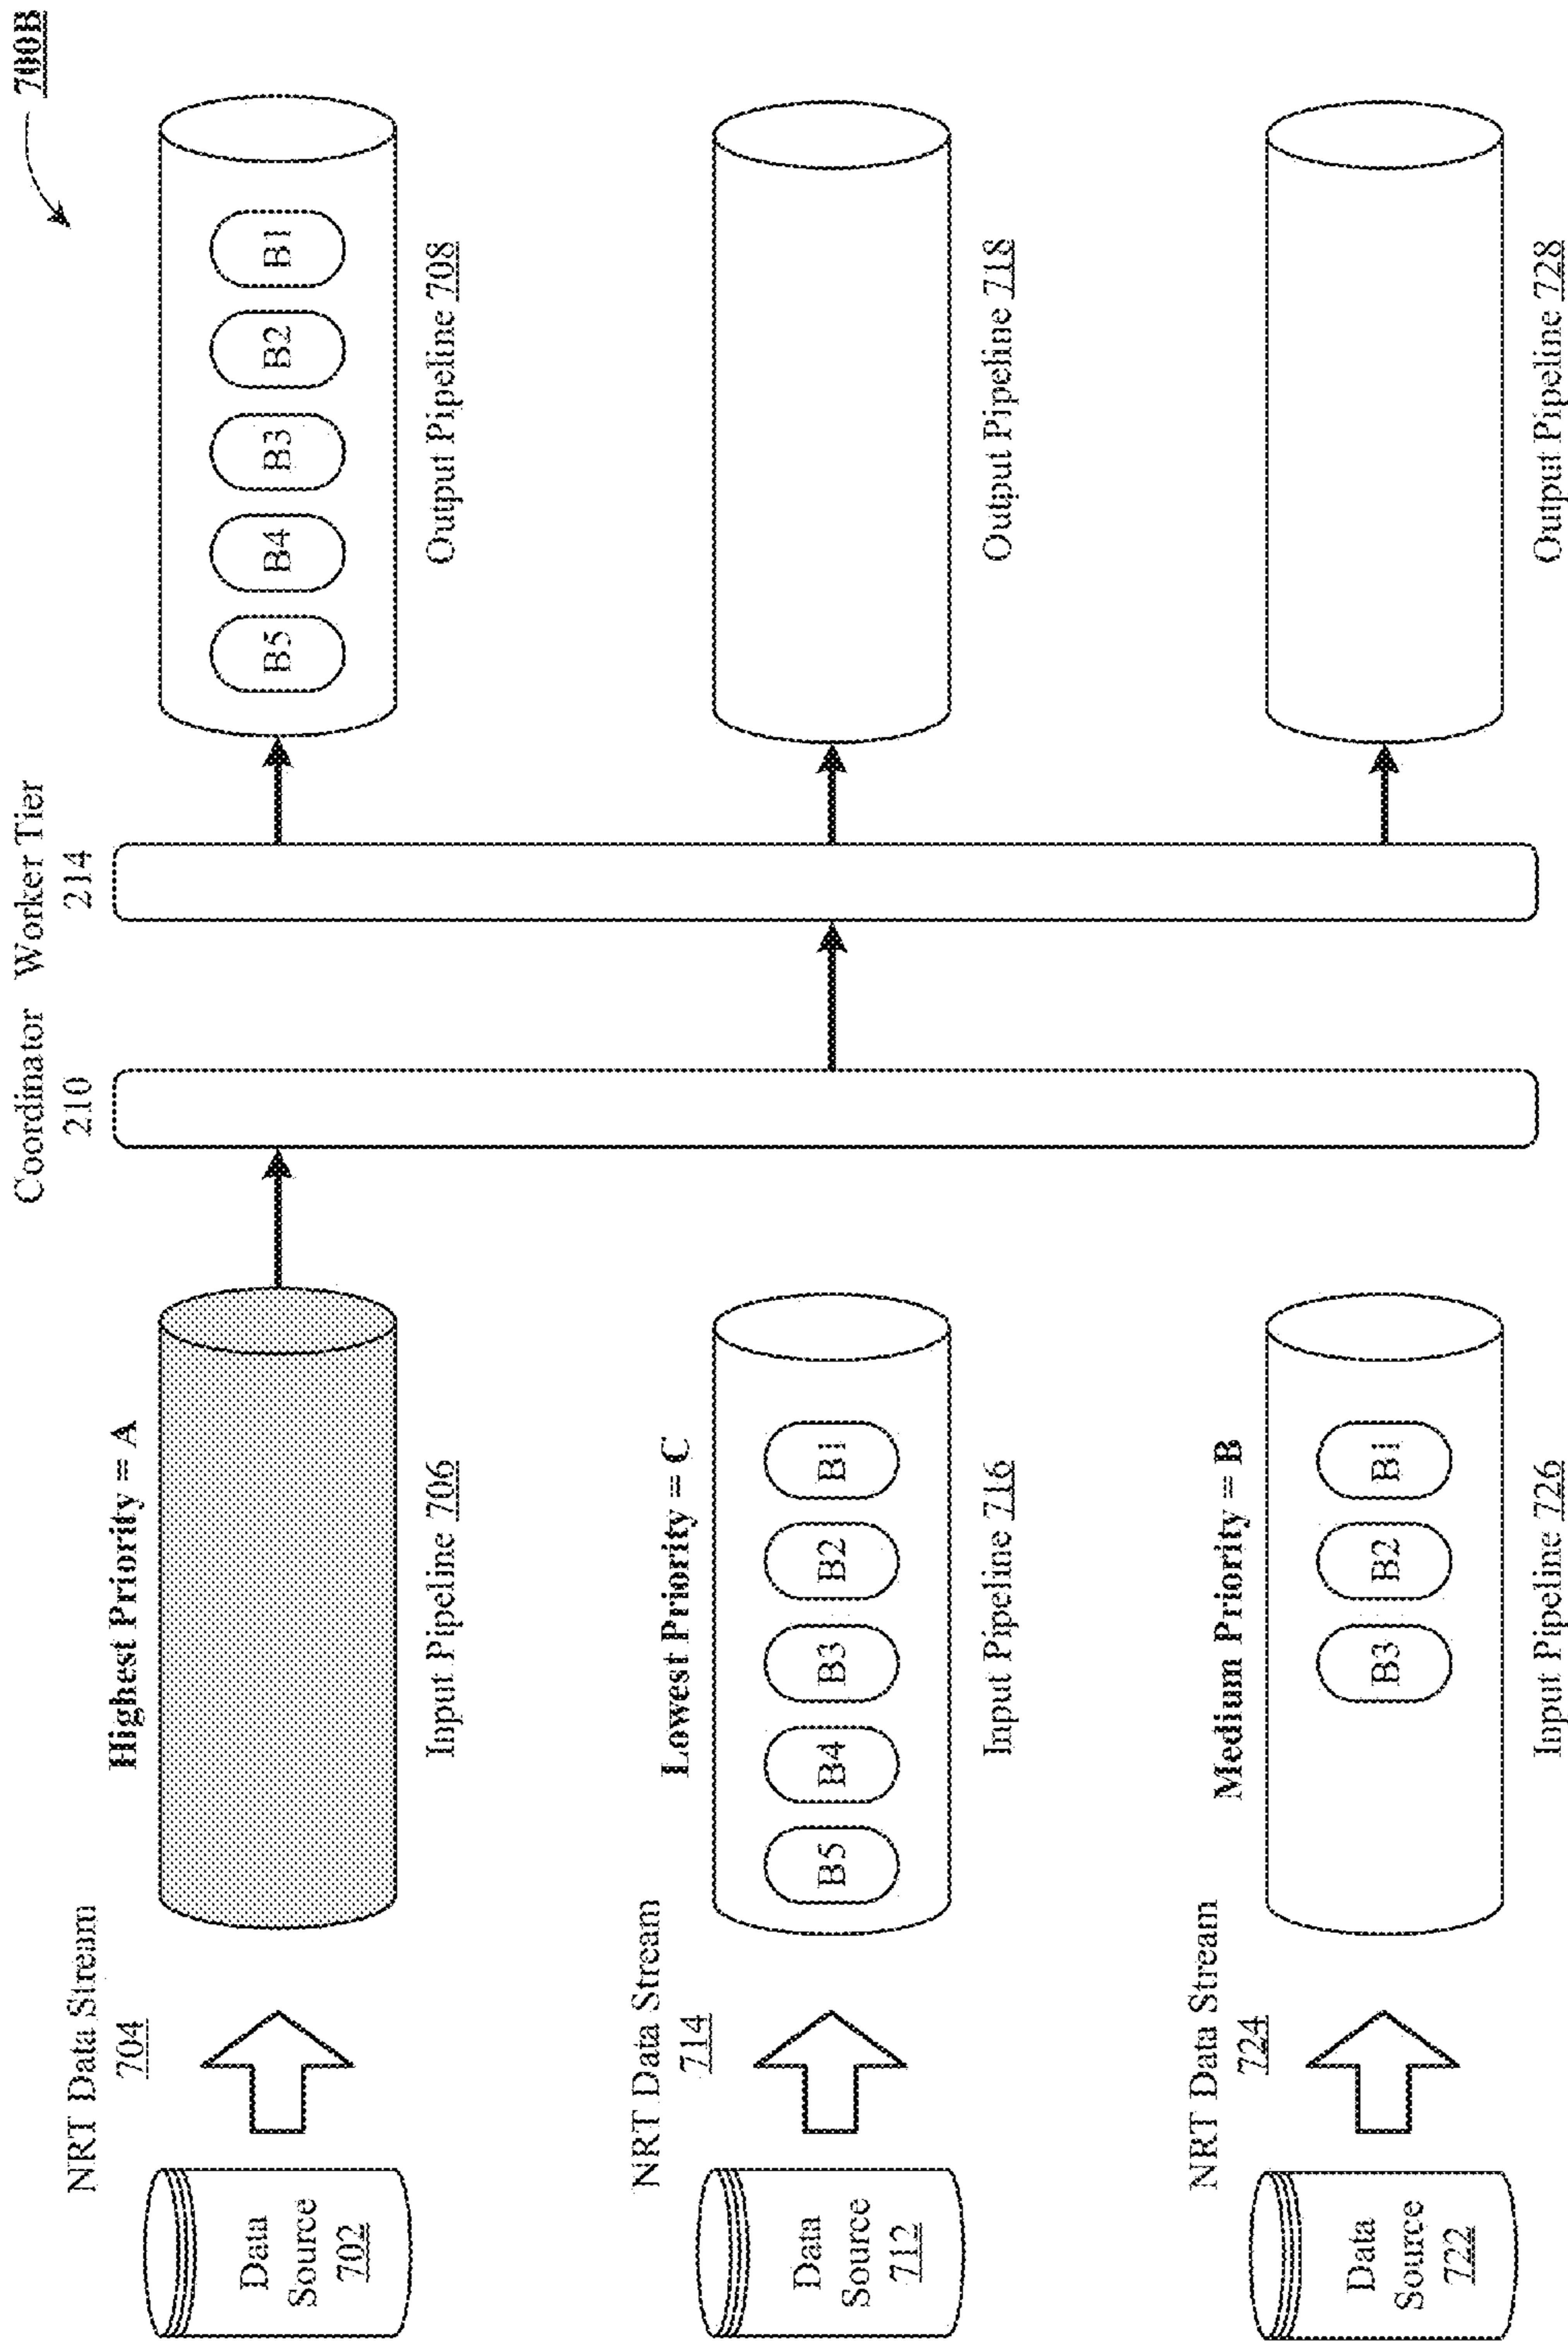 700B
Coordinator
210
Worker Tier
214
NRT Data Stream
704
Highest Priority = A
Data
Source
702
B5
B4
B3
B2
B1
Input Pipeline 706
Output Pipeline 708
NRT Data Stream
714
Lowest Priority = C
Data
Source
712
B5
B4
B3
B2
B1
Input Pipeline 716
Output Pipeline 718
NRT Data Stream
724
Medium Priority = B
Data
Source
722
B3
B2
B1
Input Pipeline 726
Output Pipeline 728